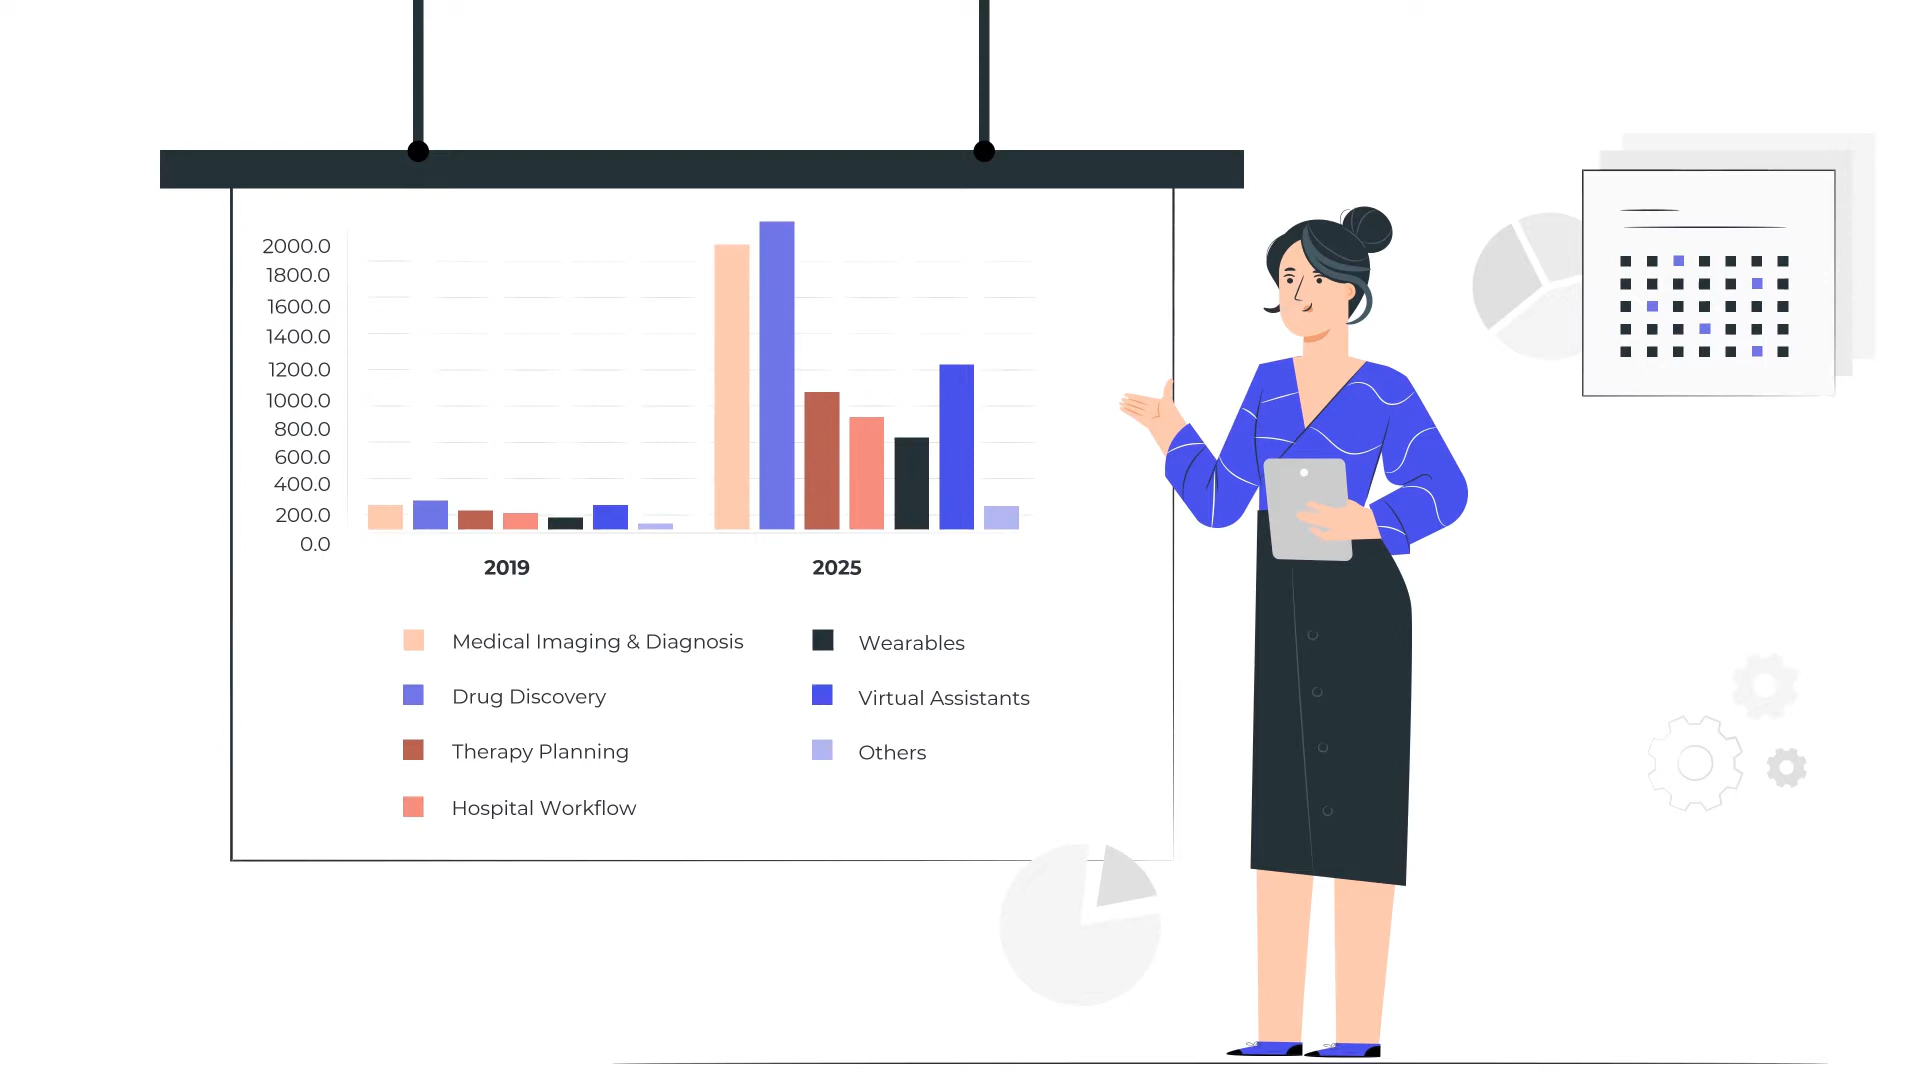 2000.0
1800.0
1600.0
1400.0
1200.0
1000.0
800.0
600.0
400.0
200.0
0.0
2019 2025
Medical Imaging & Diagnosis
Drug Discovery
Therapy Planning
Hospital Workflow
Wearables
Virtual Assistants
Others